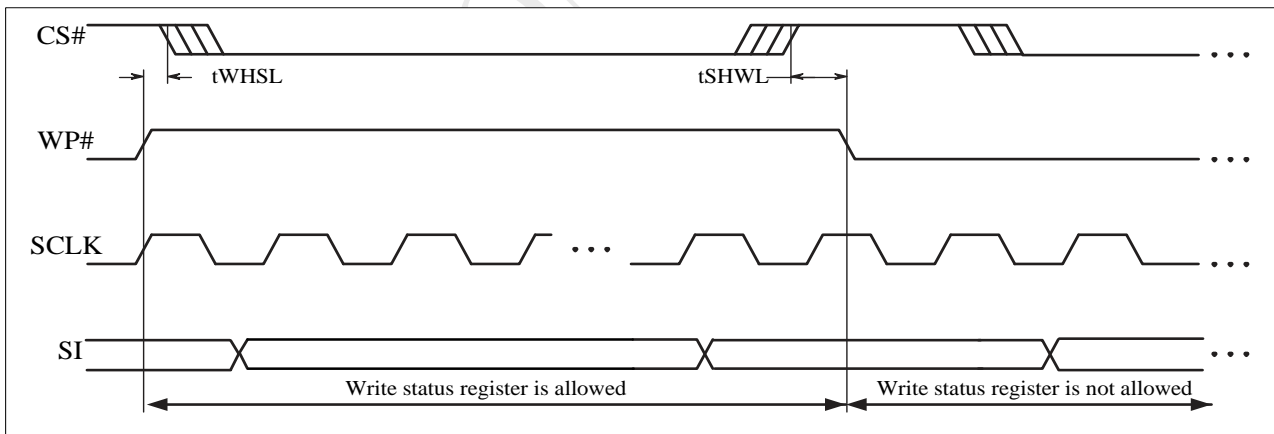 CS#
tWHSL
tSHWL
WP#
SCLK
SI
Write status register is allowed
Write status register is not allowed